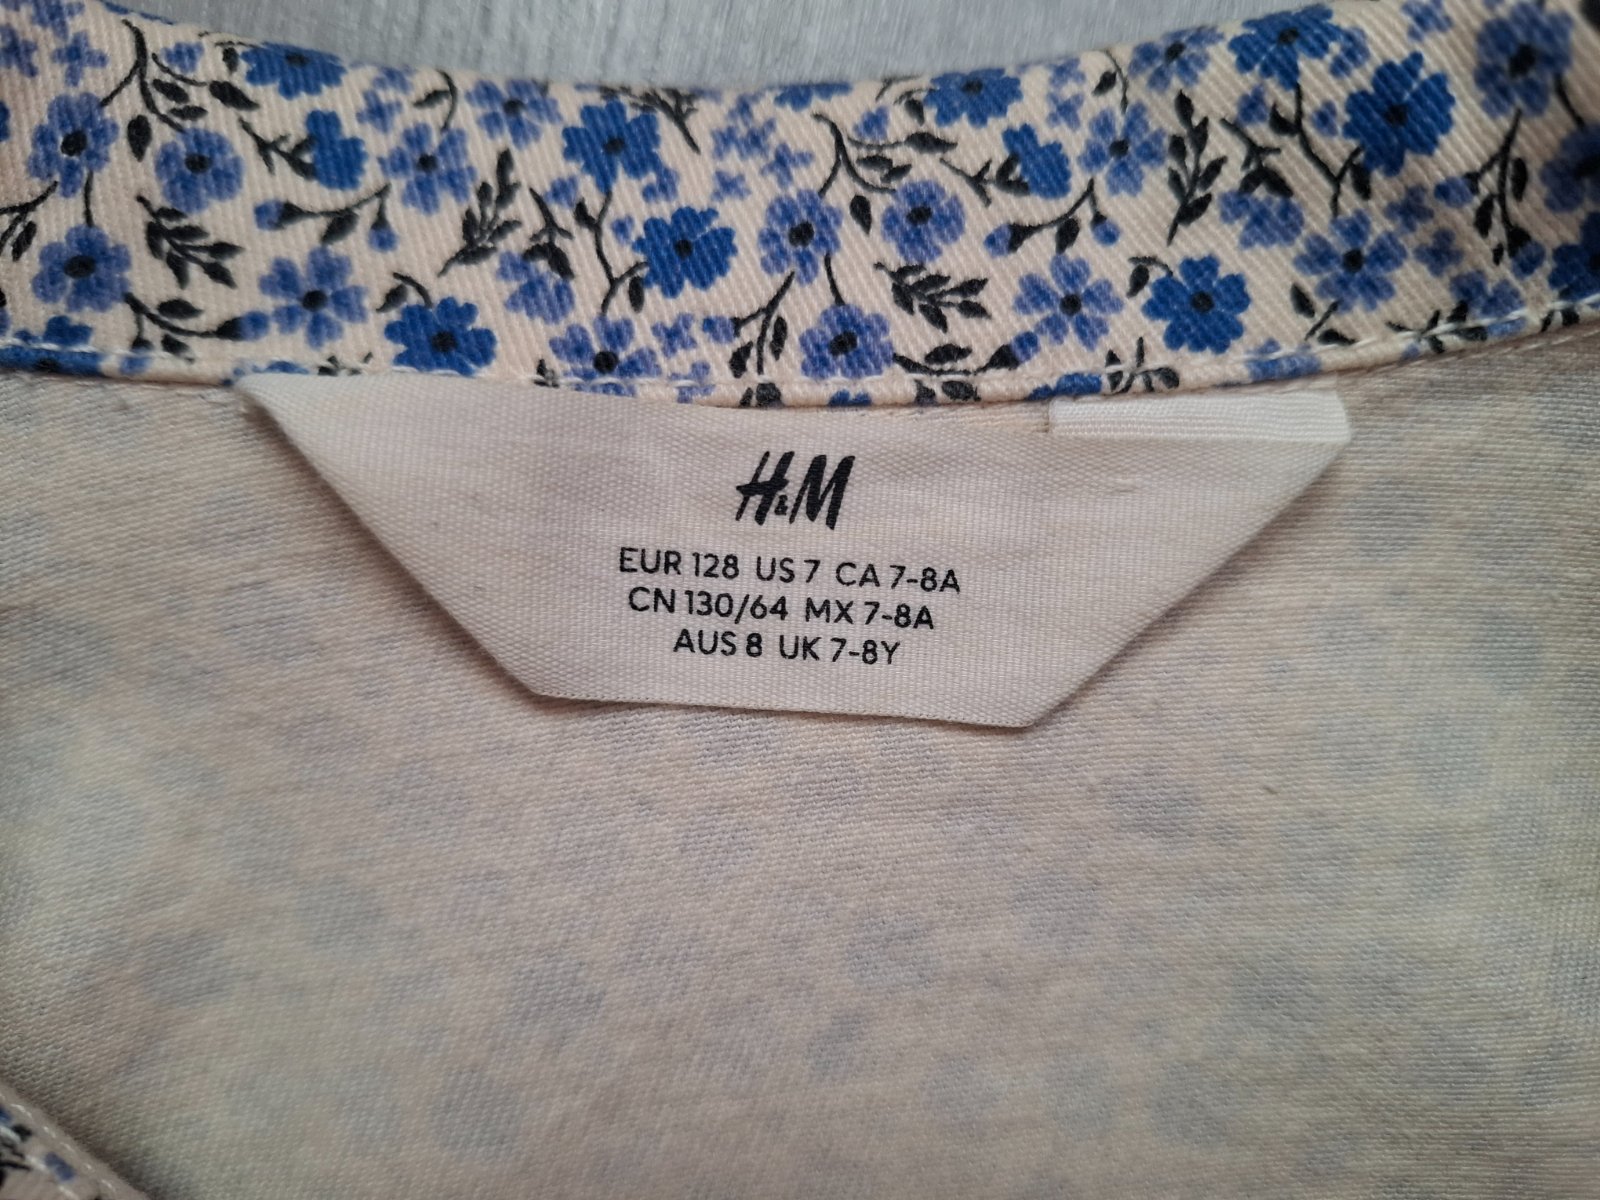 H&M
EUR 128 US 7 CA 7-8A
CN 130/64 MX 7-8A
AUS 8 UK 7-8Y